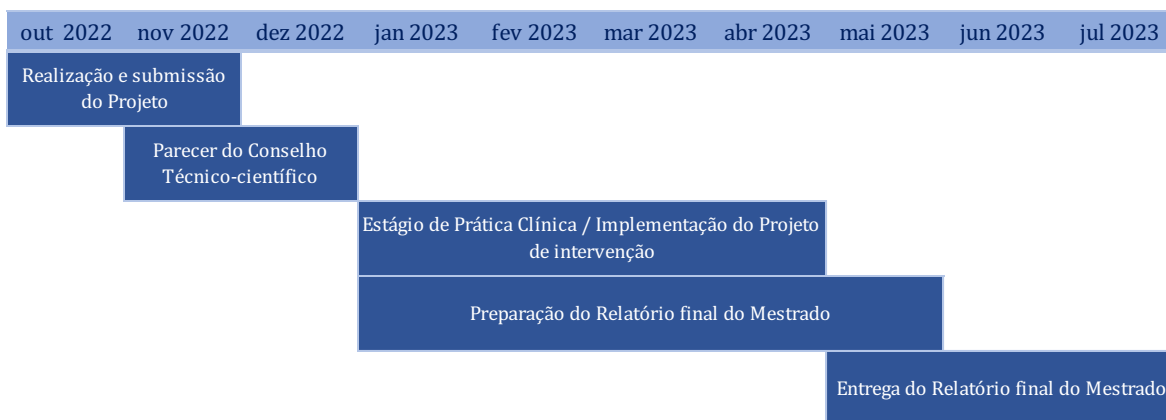 out 2022 nov 2022 dez 2022 jan 2023 fev 2023 mar 2023 abr 2023 mai 2023 jun 2023 jul 2023
Realização e submissão
do Projeto
Parecer do Conselho
Técnico-científico
Estágio de Prática Clínica / Implementação do Projeto
de intervenção
Preparação do Relatório final do Mestrado
Entrega do Relatório final do Mestrado